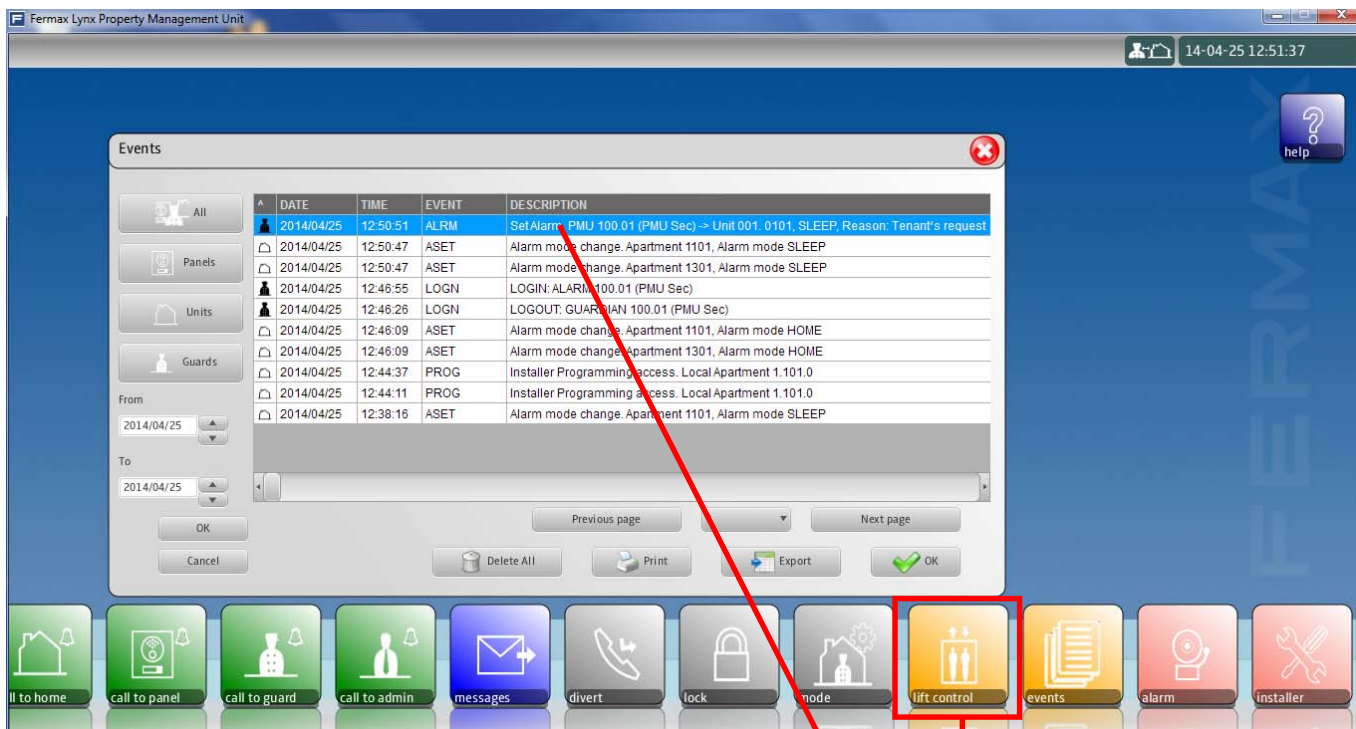 Fermax Lynx Property Management Unit
14-04-25 12:51:37
help
FERMAX
Events
All
Panels
Units
Guards
From
2014/04/25
To
2014/04/25
OK
Cancel
^ DATE TIME EVENT DESCRIPTION
2014/04/25 12:50:51 ALRM Set Alarm. PMU 100.01 (PMU Sec) -> Unit 001. 0101, SLEEP, Reason: Tenant's request
2014/04/25 12:50:47 ASET Alarm mode change. Apartment 1101, Alarm mode SLEEP
2014/04/25 12:50:47 ASET Alarm mode change. Apartment 1301, Alarm mode SLEEP
2014/04/25 12:46:55 LOGN LOGIN: ALARM 100.01 (PMU Sec)
2014/04/25 12:46:26 LOGN LOGOUT: GUARDIAN 100.01 (PMU Sec)
2014/04/25 12:46:09 ASET Alarm mode change. Apartment 1101, Alarm mode HOME
2014/04/25 12:46:09 ASET Alarm mode change. Apartment 1301, Alarm mode HOME
2014/04/25 12:44:37 PROG Installer Programming access. Local Apartment 1.101.0
2014/04/25 12:44:11 PROG Installer Programming access. Local Apartment 1.101.0
2014/04/25 12:38:16 ASET Alarm mode change. Apartment 1101, Alarm mode SLEEP
Previous page Next page
Delete All Print Export OK
ll to home call to panel call to guard call to admin messages divert lock mode lift control events alarm installer